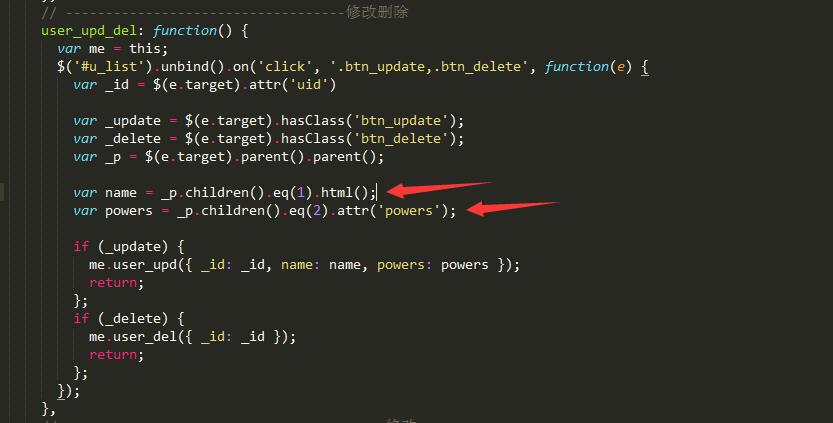 // -----------------------------------修改删除
user_upd_del: function() {
var me = this;
$('#u_list').unbind().on('click', '.btn_update,.btn_delete', function(e) {
var _id = $(e.target).attr('uid')
var _update = $(e.target).hasClass('btn_update');
var _delete = $(e.target).hasClass('btn_delete');
var _p = $(e.target).parent().parent();
var name = _p.children().eq(1).html();
var powers = _p.children().eq(2).attr('powers');
if (_update) {
me.user_upd({ _id: _id, name: name, powers: powers });
return;
};
if (_delete) {
me.user_del({ _id: _id });
return;
};
});
},